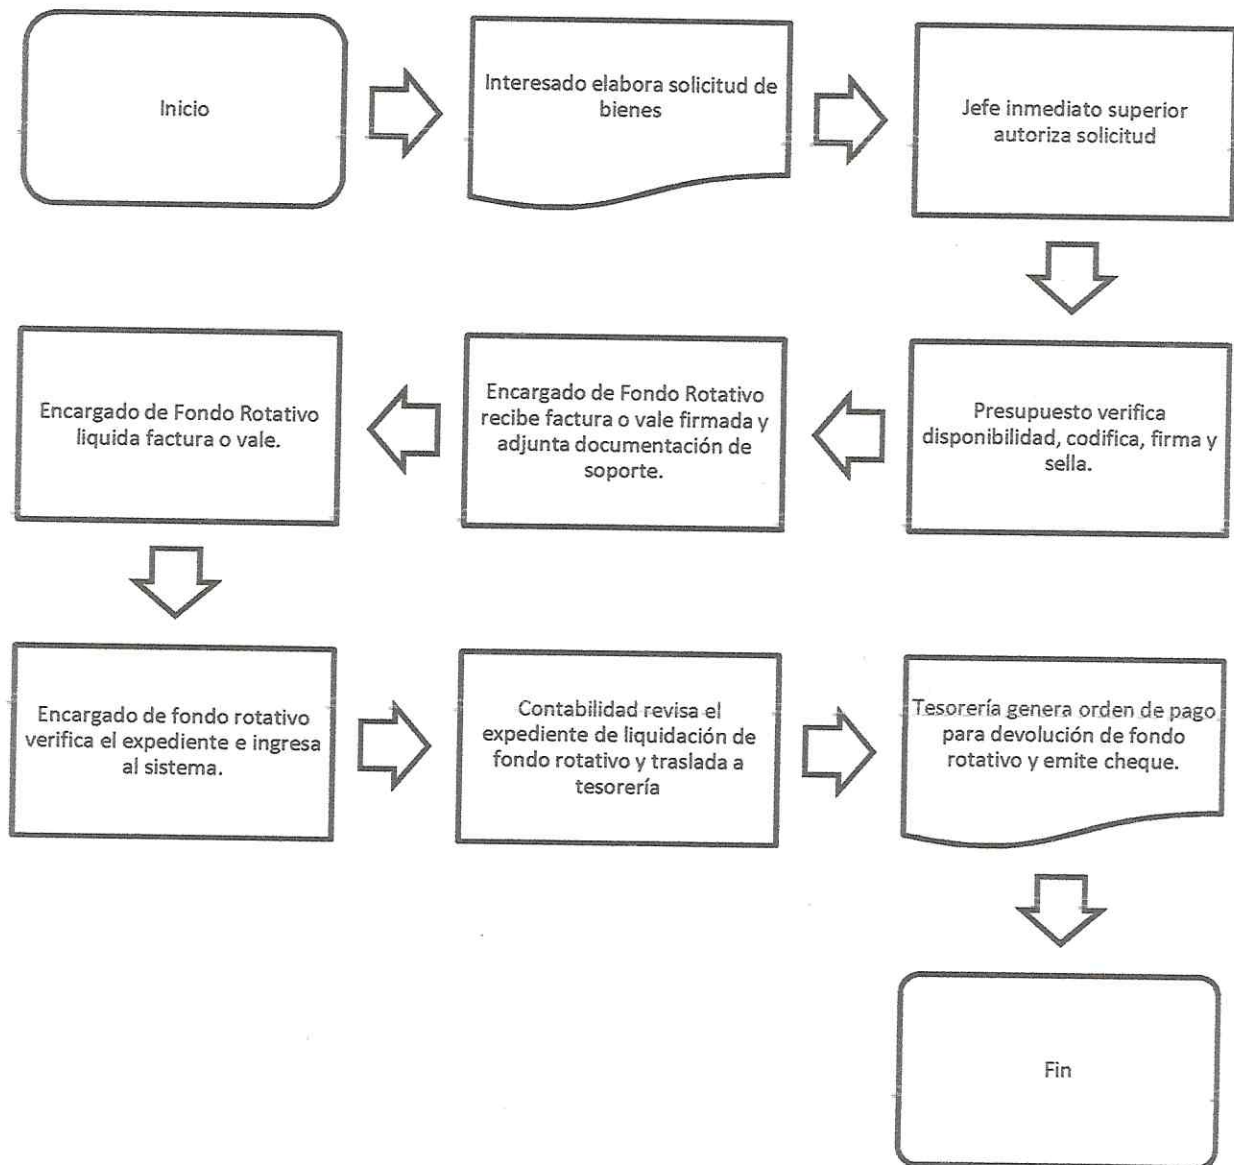 Inicio
Interesado elabora solicitud de
bienes
Jefe inmediato superior
autoriza solicitud
Presupuesto verifica
disponibilidad, codifica, firma y
sella.
Encargado de Fondo Rotativo
recibe factura o vale firmada y
adjunta documentación de
soporte.
Encargado de Fondo Rotativo
liquida factura o vale.
Encargado de fondo rotativo
verifica el expediente e ingresa
al sistema.
Contabilidad revisa el
expediente de liquidación de
fondo rotativo y traslada a
tesorería
Tesorería genera orden de pago
para devolución de fondo
rotativo y emite cheque.
Fin